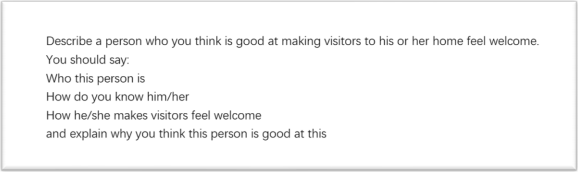 Describe a person who you think is good at making visitors to his or her home feel welcome.
You should say:
Who this person is
How do you know him/her
How he/she makes visitors feel welcome
and explain why you think this person is good at this